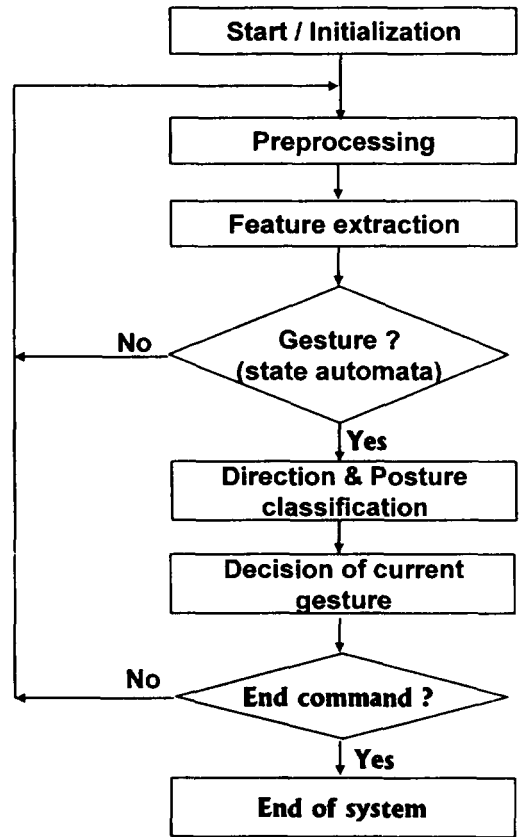 Start / Initialization
Preprocessing
Feature extraction
No
Gesture ?
(state automata)
Yes
Direction & Posture
classification
Decision of current
gesture
No
End command ?
Yes
End of system